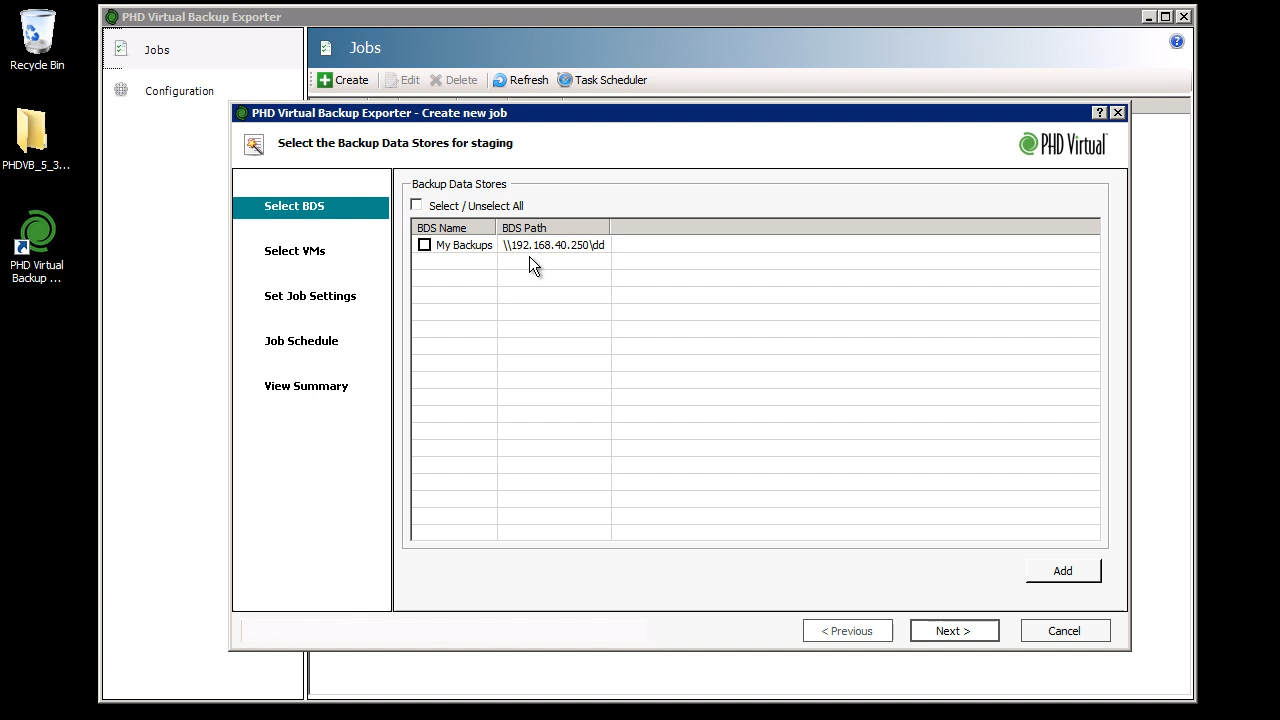 Recycle Bin
PHDVB_5_3...
PHD Virtual
Backup ...
PHD Virtual Backup Exporter
Jobs
Configuration
Jobs
Create Edit Delete Refresh Task Scheduler
PHD Virtual Backup Exporter - Create new job
Select the Backup Data Stores for staging
PHD Virtual
Select BDS
Select VMs
Set Job Settings
Job Schedule
View Summary
Backup Data Stores
Select / Unselect All
BDS Name BDS Path
My Backups \\192.168.40.250\dd
Add
< Previous Next > Cancel